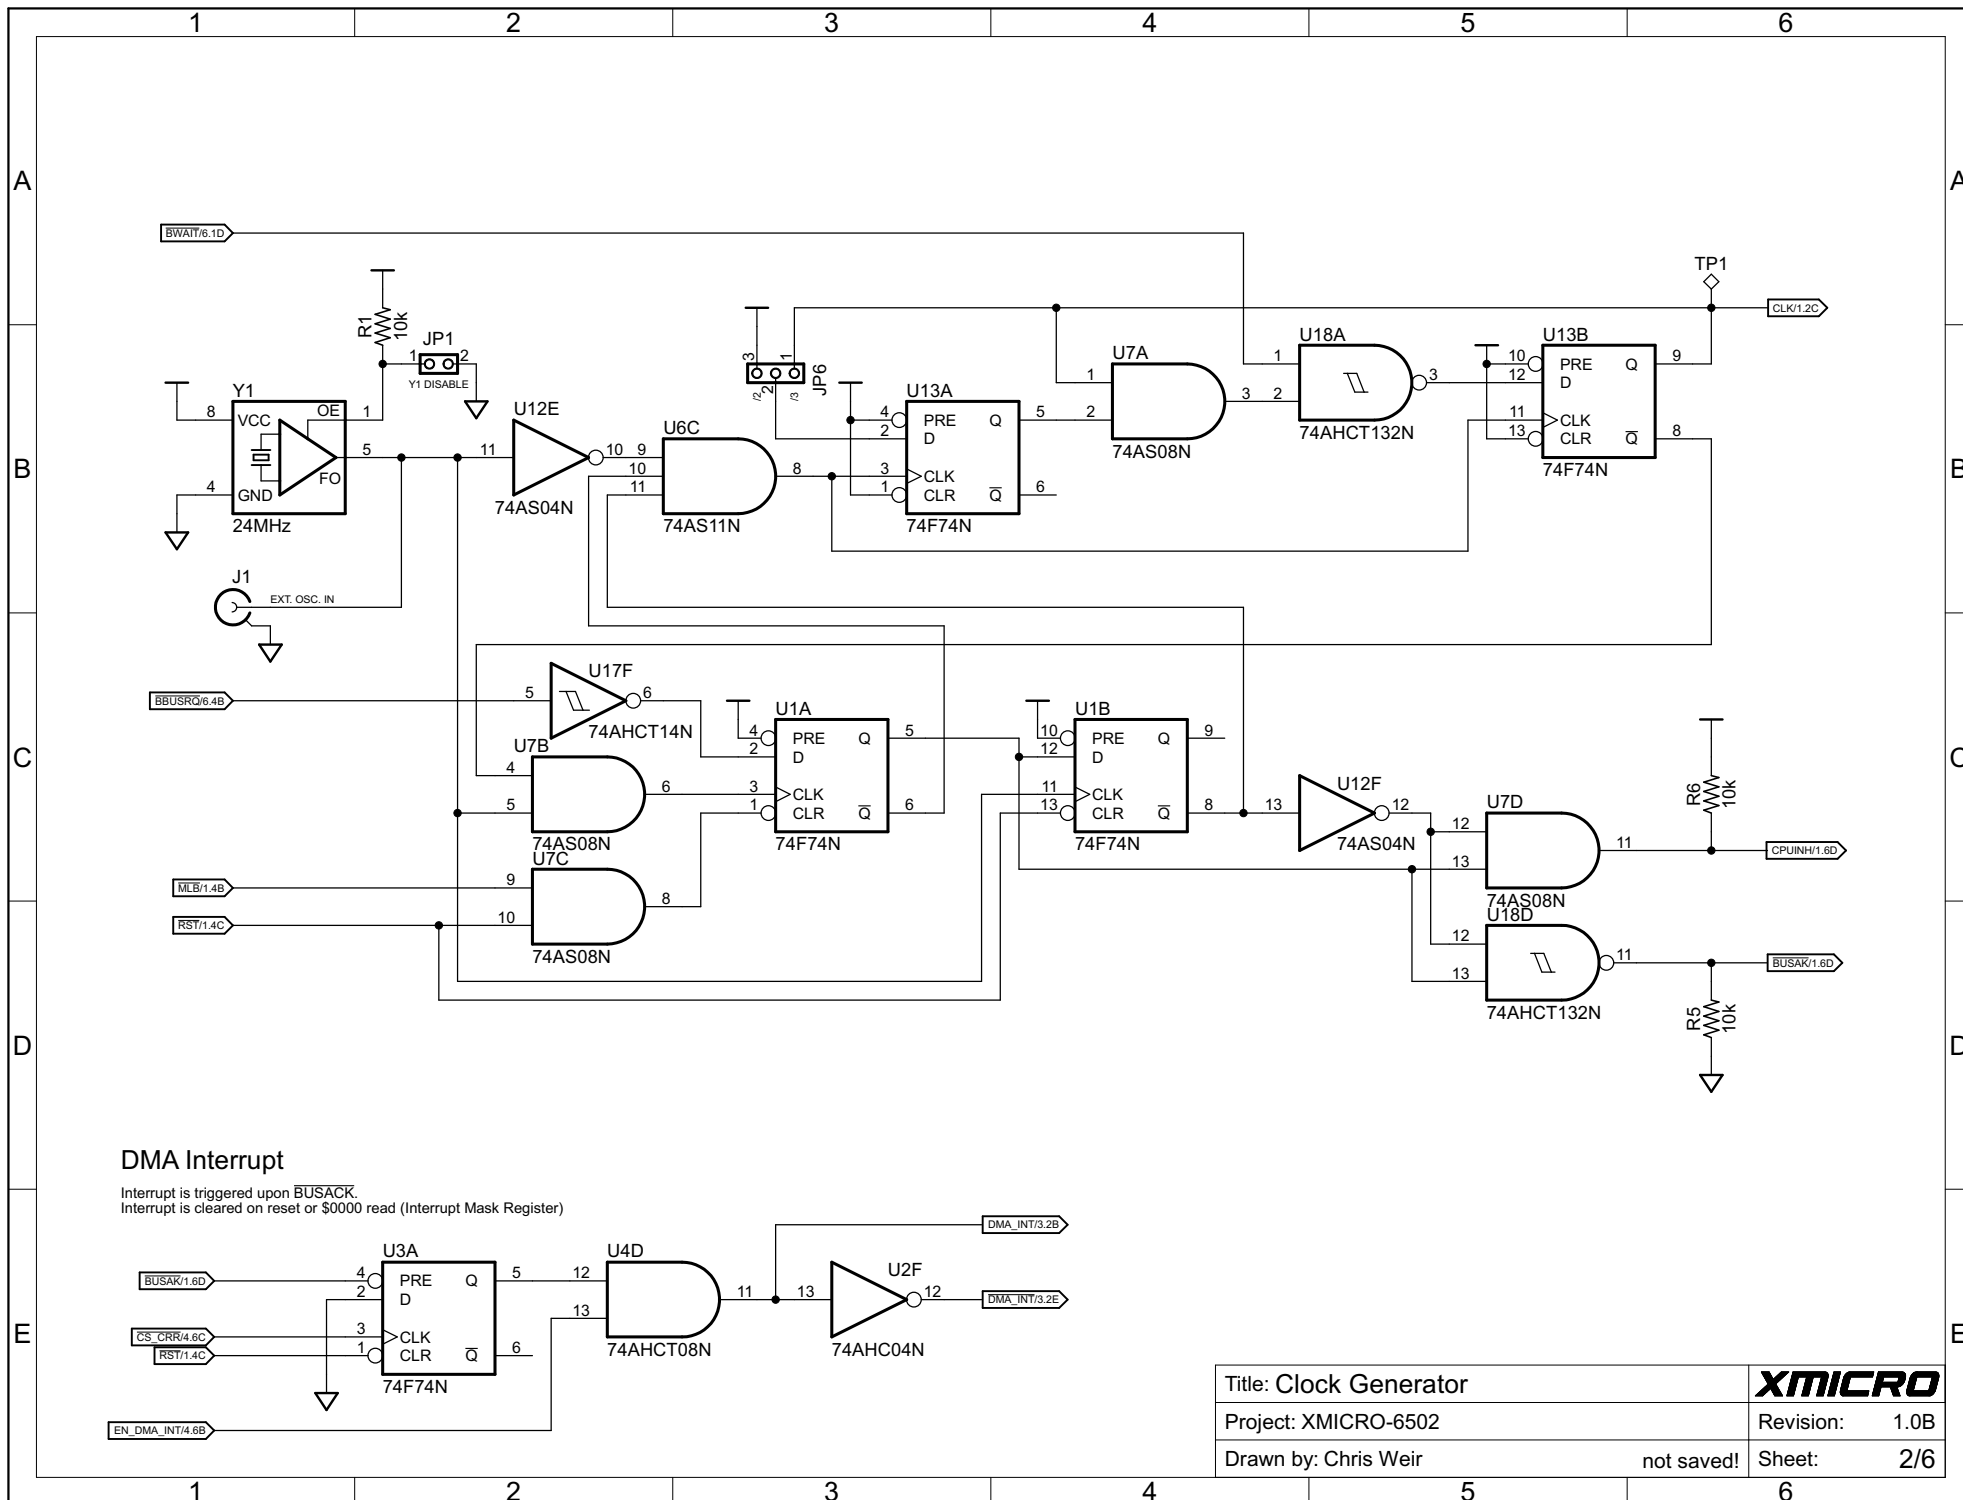 1 2 3 4 5 6
A A
BWAIT/6.1D
TP1
CLK/1.2C
R1 10k
JP1
1 2
Y1 DISABLE
3 2 1
/2 /3
JP6
U7A
1
2
3
74AS08N
U18A
1
2
3
74AHCT132N
U13B
10 PRE Q 9
12 D
11 CLK
13 CLR Q 8
74F74N
Y1
8 VCC OE 1
5
FO
4 GND
24MHz
U12E
11 10
74AS04N
U6C
9
10
11
8
74AS11N
U13A
4 PRE Q 5
2 D
3 CLK
1 CLR Q 6
74F74N
B B
J1
EXT. OSC. IN
BBUSRQ/6.4B
U17F
5 6
74AHCT14N
U7B
4
5
6
74AS08N
U1A
4 PRE Q 5
2 D
3 CLK
1 CLR Q 6
74F74N
U1B
10 PRE Q 9
12 D
11 CLK
13 CLR Q 8
74F74N
U12F
13 12
74AS04N
U7D
12
13
11
74AS08N
R6 10k
CPUINH/1.6D
C C
MLB/1.4B
RST/1.4C
U7C
9
10
8
74AS08N
U18D
12
13
11
74AHCT132N
BUSAK/1.6D
R5 10k
D D
DMA Interrupt
Interrupt is triggered upon BUSACK.
Interrupt is cleared on reset or $0000 read (Interrupt Mask Register)
BUSAK/1.6D
CS_CRR/4.6C
RST/1.4C
EN_DMA_INT/4.6B
U3A
4 PRE Q 5
2 D
3 CLK
1 CLR Q 6
74F74N
U4D
12
13
11
74AHCT08N
U2F
13 12
74AHC04N
DMA_INT/3.2B
DMA_INT/3.2E
E E
Title: Clock Generator XMICRO
Project: XMICRO-6502 Revision: 1.0B
Drawn by: Chris Weir not saved! Sheet: 2/6
1 2 3 4 5 6